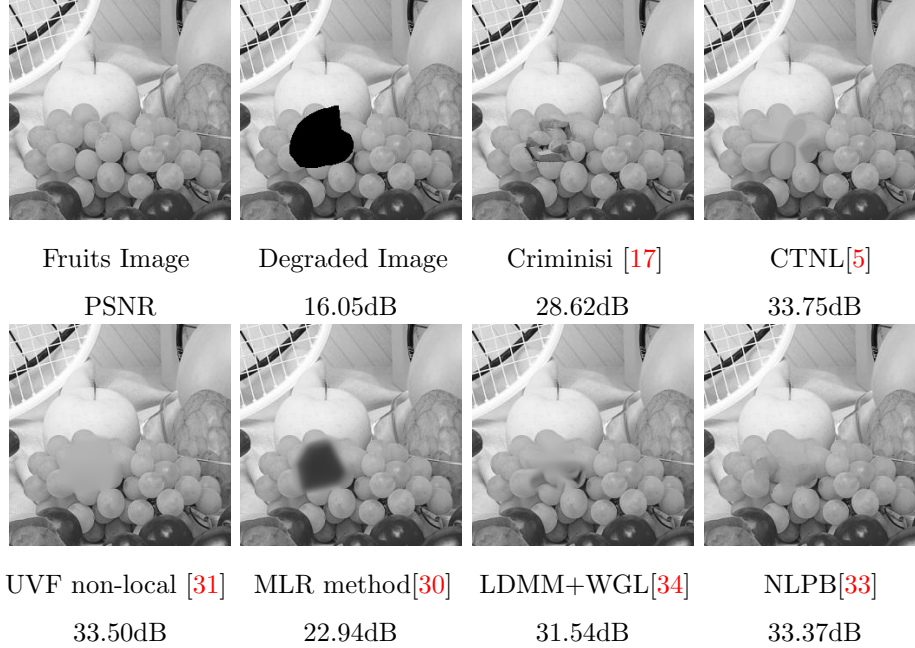 Fruits Image Degraded Image Criminisi [17] CTNL[5]
PSNR 16.05dB 28.62dB 33.75dB
UVF non-local [31] MLR method[30] LDMM+WGL[34] NLPB[33]
33.50dB 22.94dB 31.54dB 33.37dB